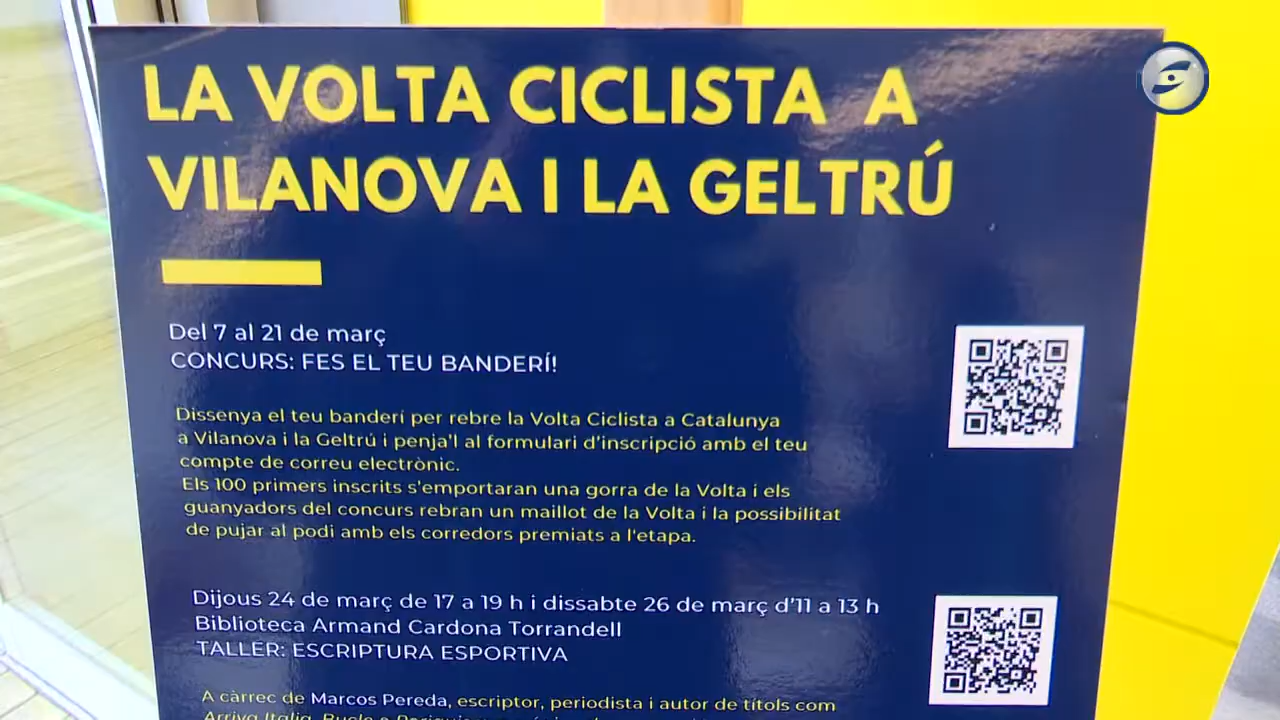 LA VOLTA CICLISTA A
VILANOVA I LA GELTRÚ
Del 7 al 21 de març
CONCURS: FES EL TEU BANDERÍ!
Dissenya el teu banderí per rebre la Volta Ciclista a Catalunya
a Vilanova i la Geltrú i penja'l al formulari d'inscripció amb el teu
compte de correu electrònic.
Els 100 primers inscrits s'emportaran una gorra de la Volta i els
guanyadors del concurs rebran un maillot de la Volta i la possibilitat
de pujar al podi amb els corredors premiats a l'etapa.
Dijous 24 de març de 17 a 19 h i dissabte 26 de març d'11 a 13 h
Biblioteca Armand Cardona Torrandell
TALLER: ESCRIPTURA ESPORTIVA
A càrrec de Marcos Pereda, escriptor, periodista i autor de títols com
Arriva Italia,